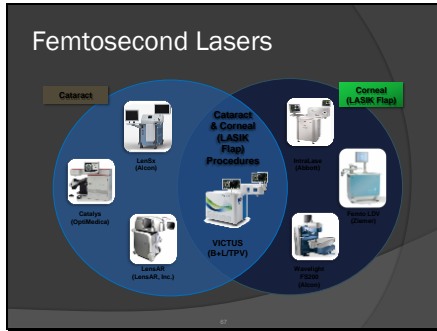 Femtosecond Lasers
Cataract
Corneal
(LASIK Flap)
Cataract
& Corneal
(LASIK
Flap)
Procedures
LenSx
(Alcon)
IntraLase
(Abbott)
Catalys
(OptiMedica)
Femto LDV
(Ziemer)
VICTUS
(B+L/TPV)
LensAR
(LensAR, Inc.)
Wavelight
FS200
(Alcon)
67